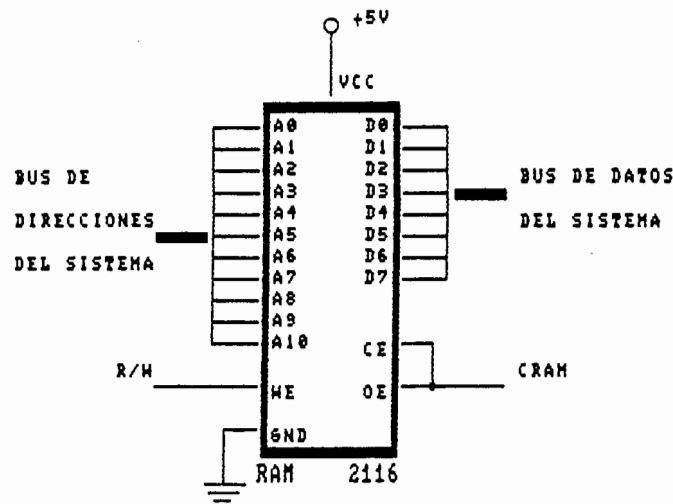 +5V
VCC
A0
A1
A2
A3
A4
A5
A6
A7
A8
A9
A10
WE
GND
D0
D1
D2
D3
D4
D5
D6
D7
CE
OE
BUS DE
DIRECCIONES
DEL SISTEMA
BUS DE DATOS
DEL SISTEMA
R/W
CRAM
RAM 2116